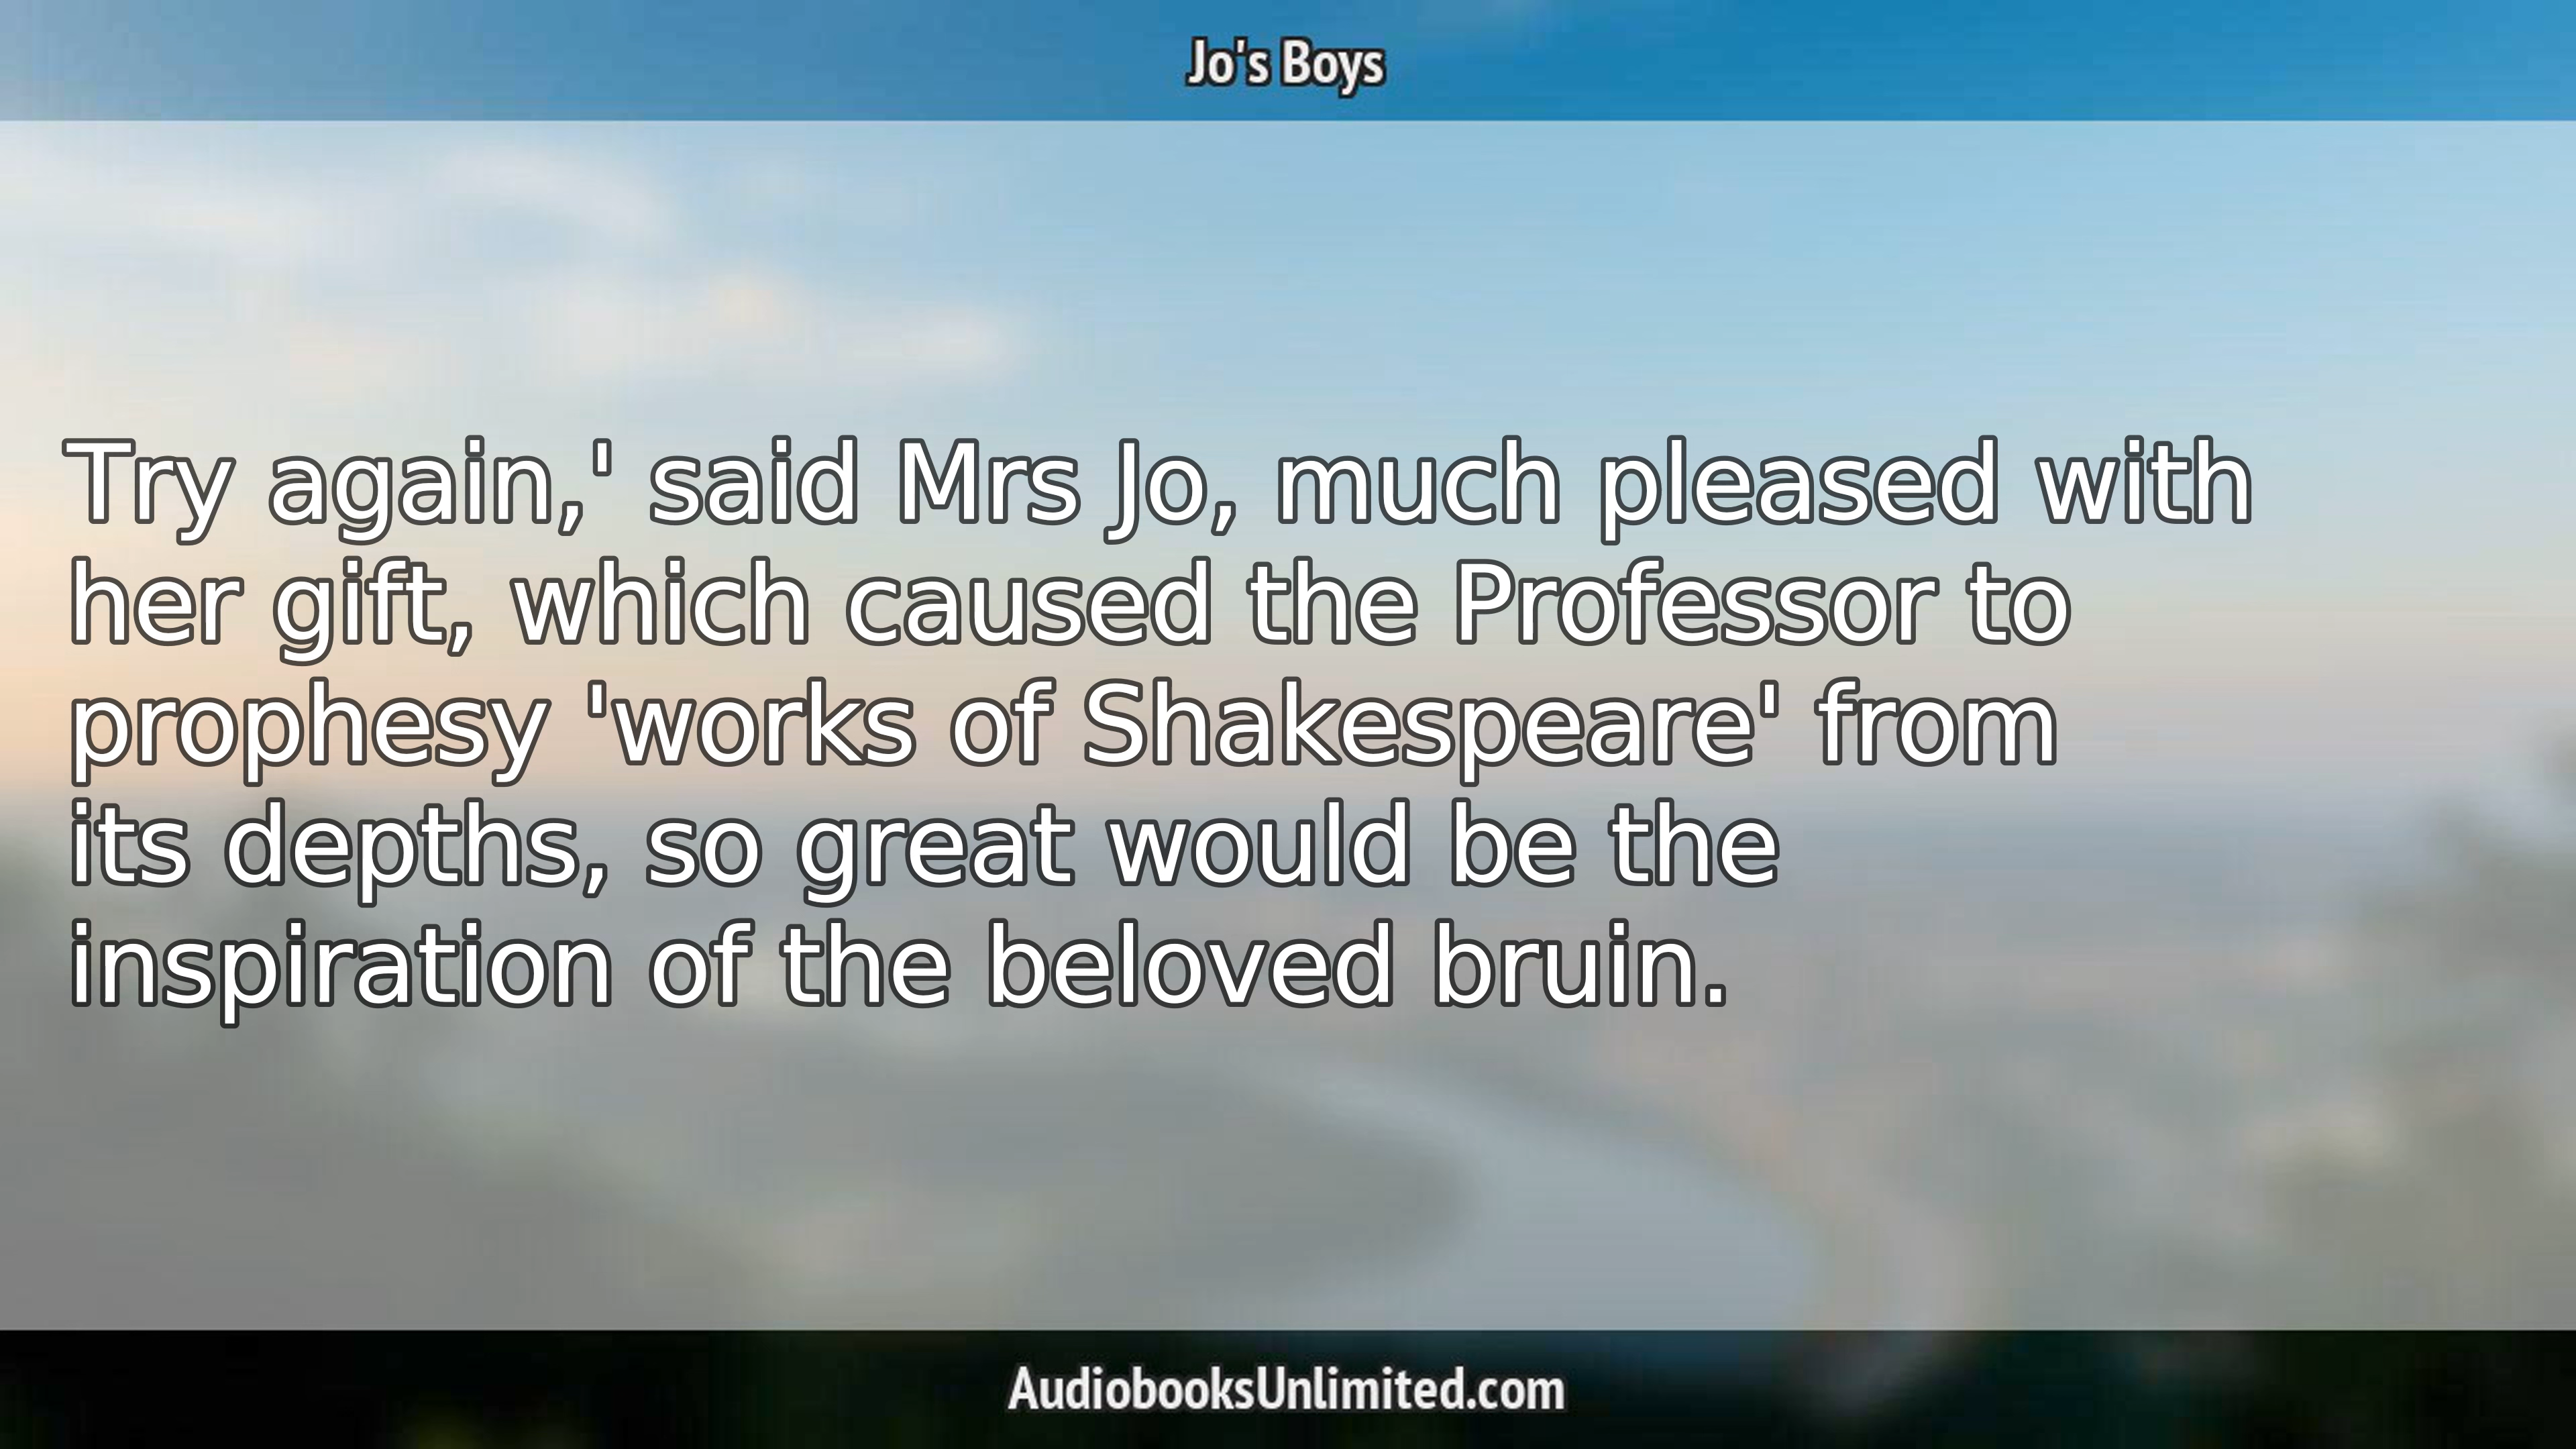 Jo's Boys
Try again,' said Mrs Jo, much pleased with
her gift, which caused the Professor to
prophesy 'works of Shakespeare' from
its depths, so great would be the
inspiration of the beloved bruin.
AudiobooksUnlimited.com